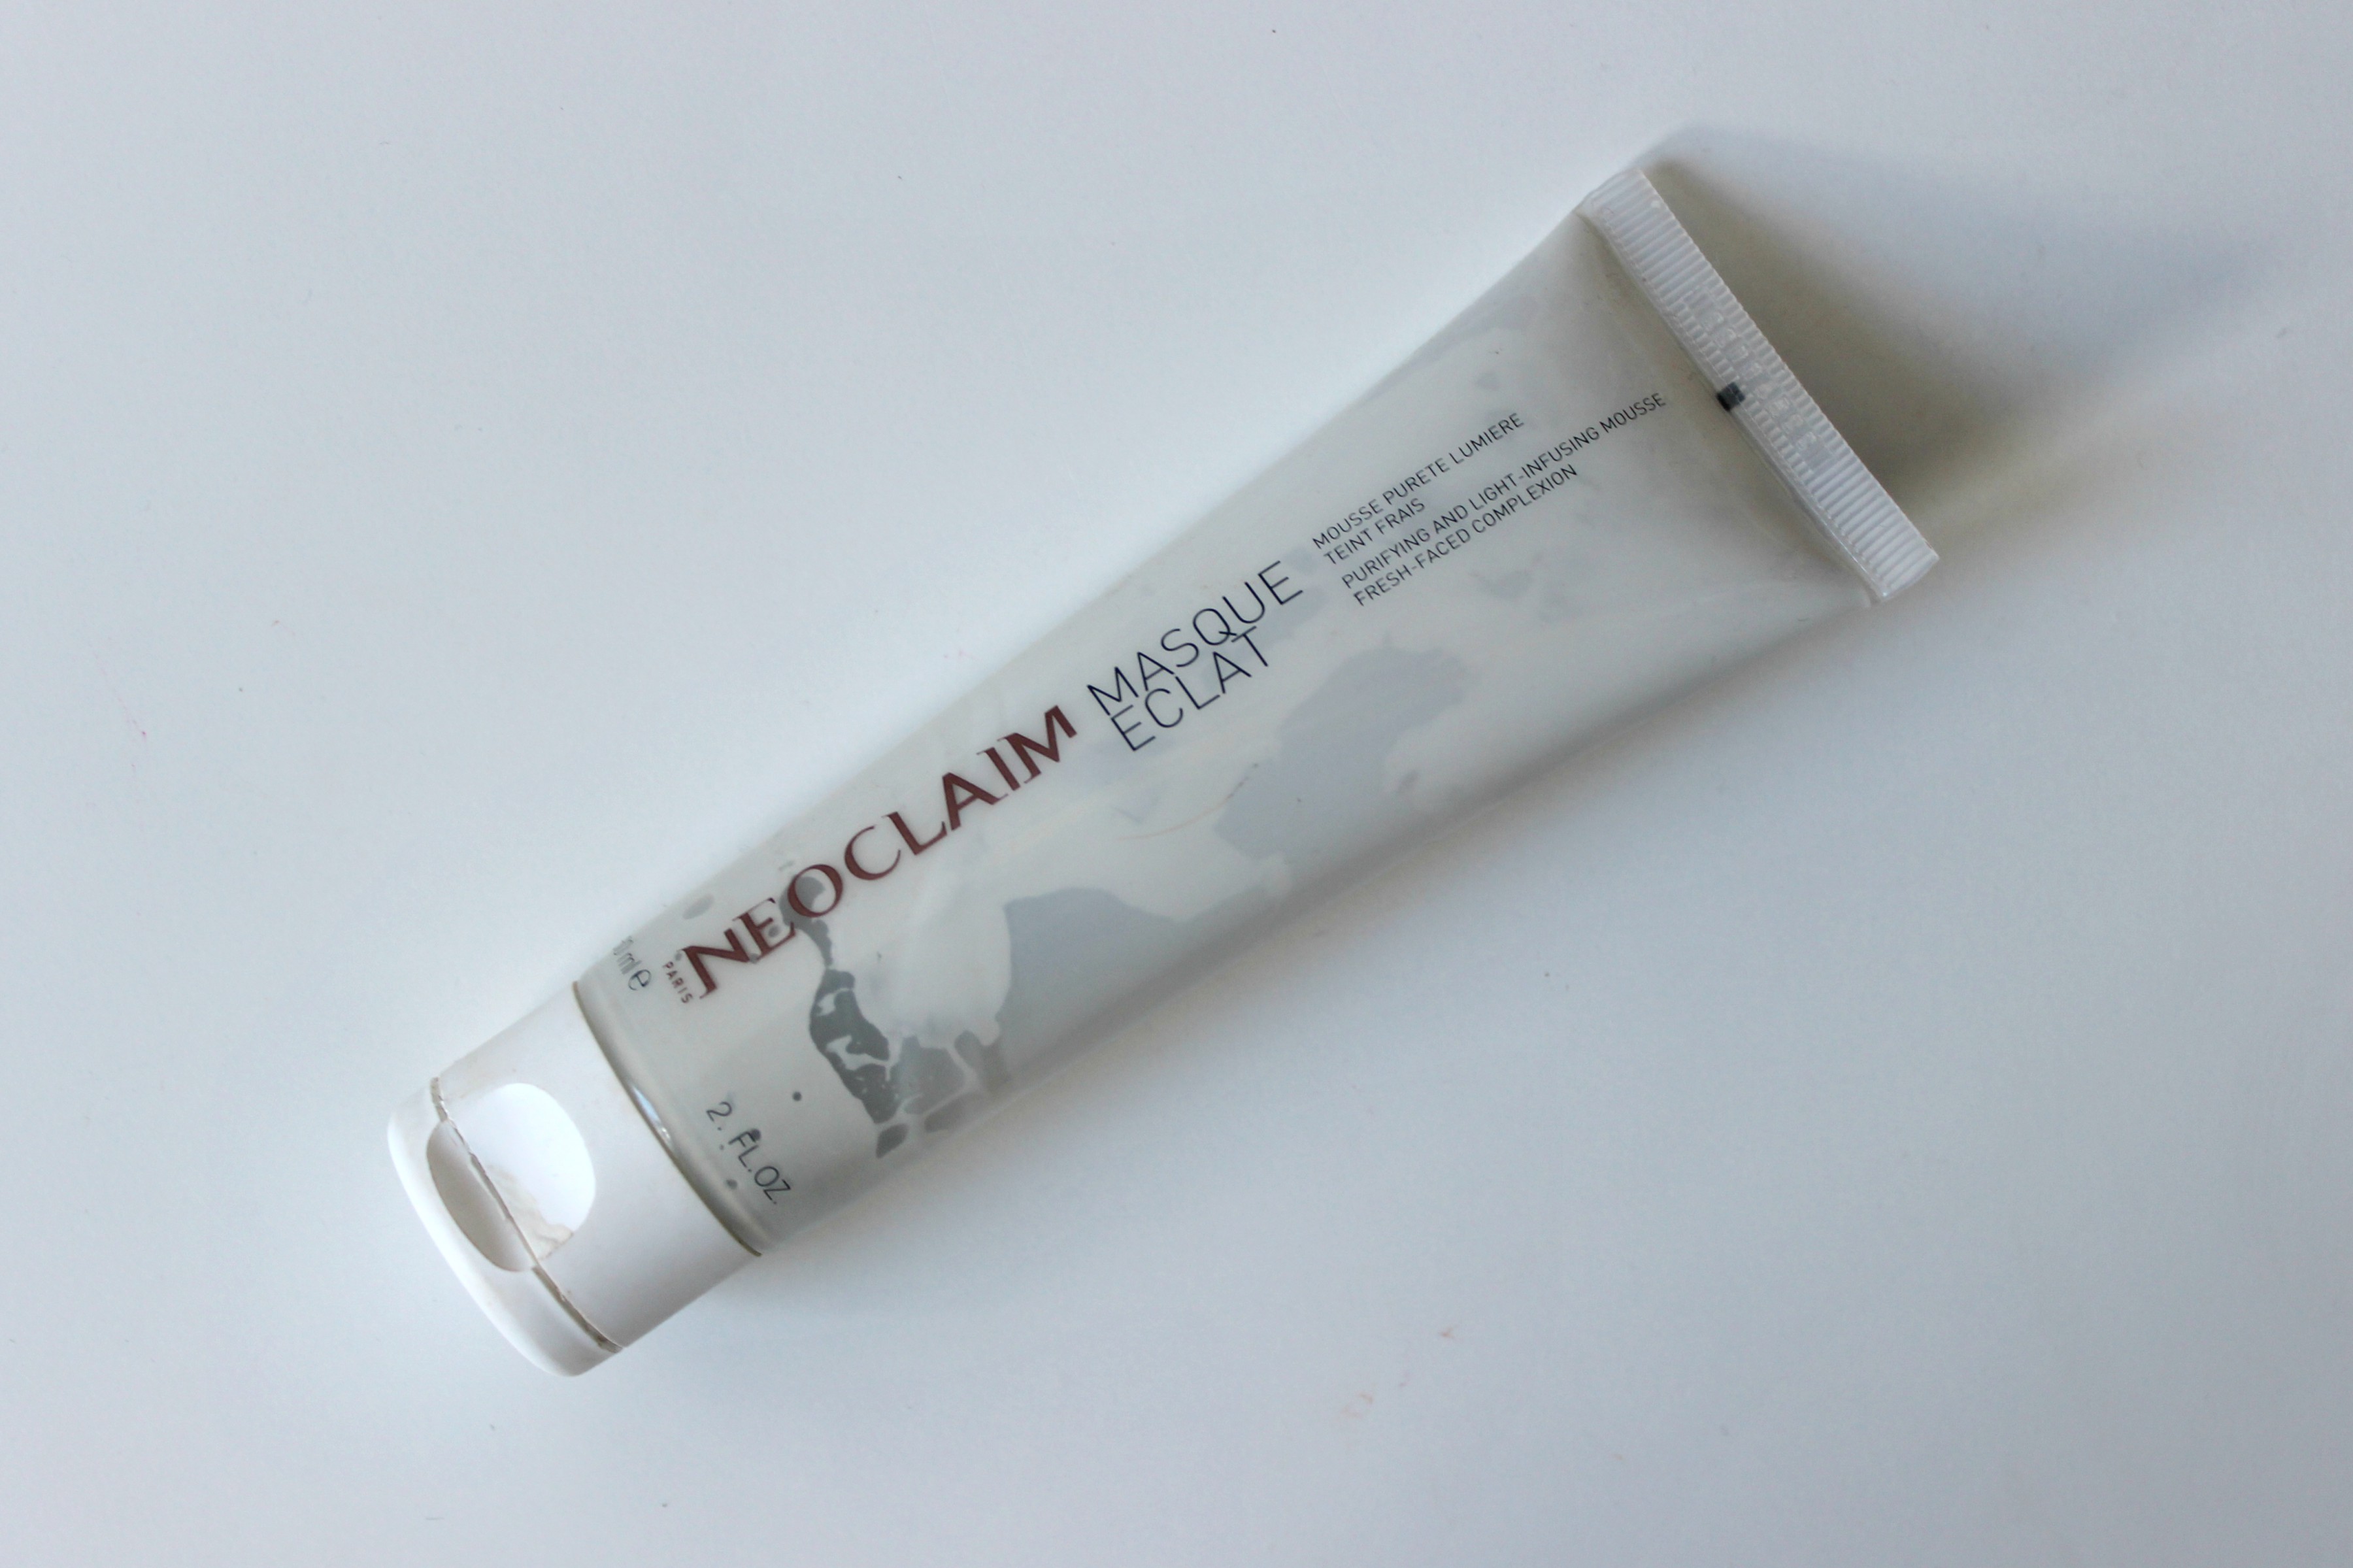 PARIS
NEOCLAIM
MASQUE
ECLAT
MOUSSE PURETE LUMIERE
TEINT FRAIS
PURIFYING AND LIGHT-INFUSING MOUSSE
FRESH-FACED COMPLEXION
ml e
2. FL.OZ.